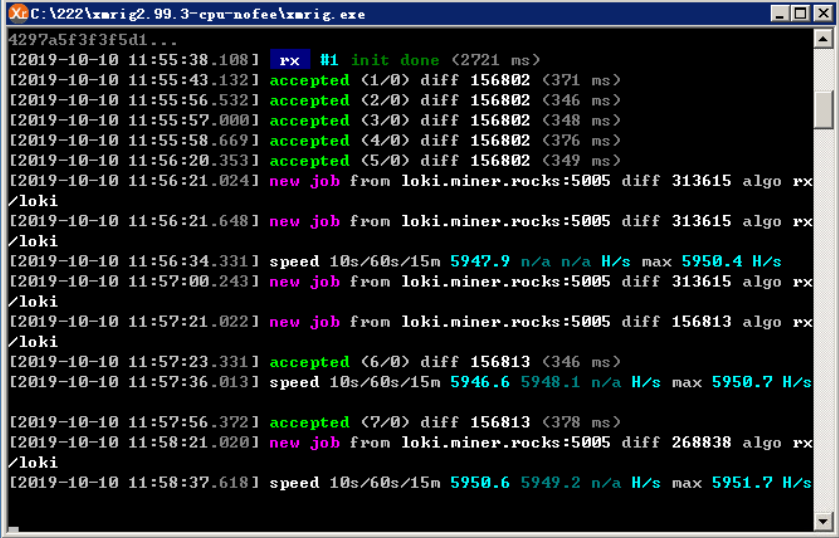 Xr C:\222\xmrig2.99.3-cpu-nofee\xmrig.exe
4297a5f3f3f5d1...
[2019-10-10 11:55:38.108] rx #1 init done (2721 ms)
[2019-10-10 11:55:43.132] accepted (1/0) diff 156802 (371 ms)
[2019-10-10 11:55:56.532] accepted (2/0) diff 156802 (346 ms)
[2019-10-10 11:55:57.000] accepted (3/0) diff 156802 (348 ms)
[2019-10-10 11:55:58.669] accepted (4/0) diff 156802 (376 ms)
[2019-10-10 11:56:20.353] accepted (5/0) diff 156802 (349 ms)
[2019-10-10 11:56:21.024] new job from loki.miner.rocks:5005 diff 313615 algo rx
/loki
[2019-10-10 11:56:21.648] new job from loki.miner.rocks:5005 diff 313615 algo rx
/loki
[2019-10-10 11:56:34.331] speed 10s/60s/15m 5947.9 n/a n/a H/s max 5950.4 H/s
[2019-10-10 11:57:00.243] new job from loki.miner.rocks:5005 diff 313615 algo rx
/loki
[2019-10-10 11:57:21.022] new job from loki.miner.rocks:5005 diff 156813 algo rx
/loki
[2019-10-10 11:57:23.331] accepted (6/0) diff 156813 (346 ms)
[2019-10-10 11:57:36.013] speed 10s/60s/15m 5946.6 5948.1 n/a H/s max 5950.7 H/s
[2019-10-10 11:57:56.372] accepted (7/0) diff 156813 (378 ms)
[2019-10-10 11:58:21.020] new job from loki.miner.rocks:5005 diff 268838 algo rx
/loki
[2019-10-10 11:58:37.618] speed 10s/60s/15m 5950.6 5949.2 n/a H/s max 5951.7 H/s